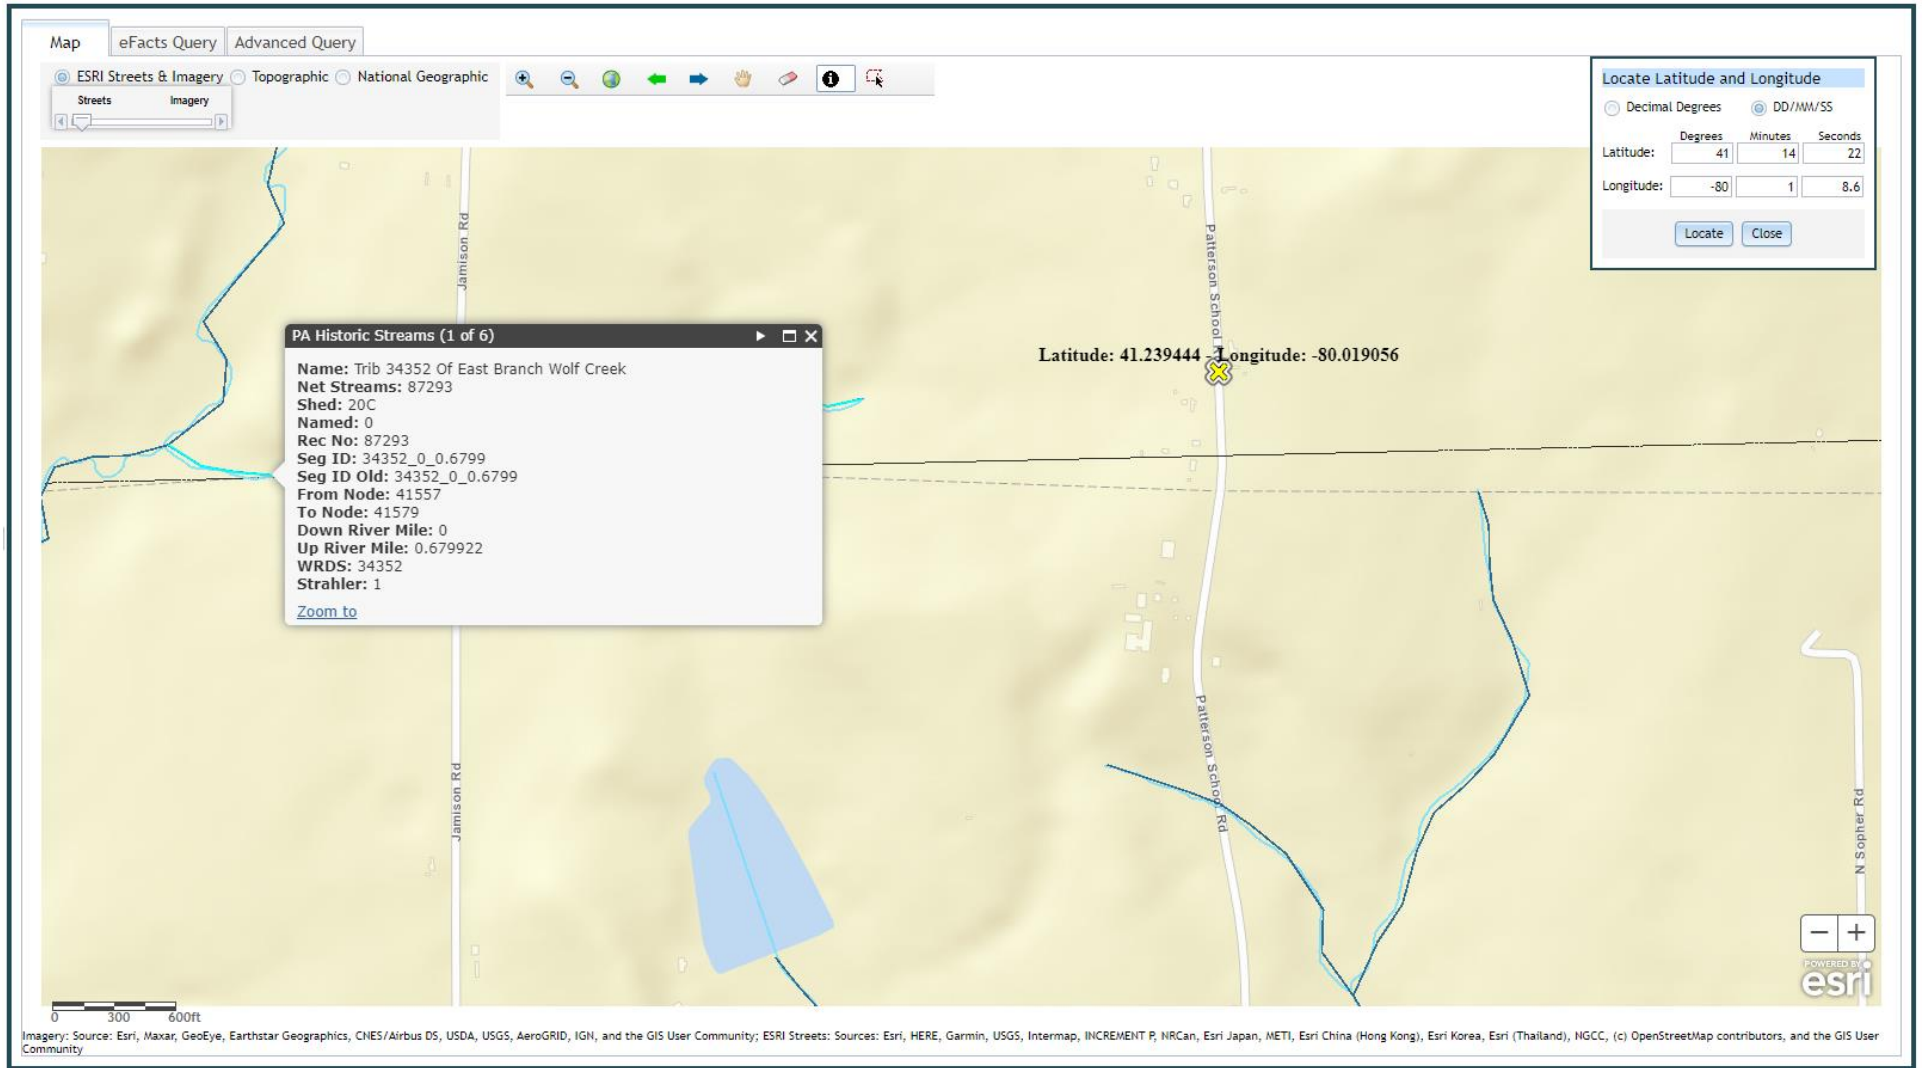 Map eFacts Query Advanced Query
ESRI Streets & Imagery Topographic National Geographic
Streets Imagery
Locate Latitude and Longitude
Decimal Degrees DD/MM/SS
Degrees Minutes Seconds
Latitude: 41 14 22
Longitude: -80 1 8.6
Locate Close
Jamison Rd
Patterson School Rd
PA Historic Streams (1 of 6)
Name: Trib 34352 Of East Branch Wolf Creek
Net Streams: 87293
Shed: 20C
Named: 0
Rec No: 87293
Seg ID: 34352_0_0.6799
Seg ID Old: 34352_0_0.6799
From Node: 41557
To Node: 41579
Down River Mile: 0
Up River Mile: 0.679922
WRDS: 34352
Strahler: 1
Zoom to
Latitude: 41.239444 - Longitude: -80.019056
Jamison Rd
Patterson School Rd
N Sopher Rd
POWERED BY
esri
0 300 600ft
Imagery: Source: Esri, Maxar, GeoEye, Earthstar Geographics, CNES/Airbus DS, USDA, USGS, AeroGRID, IGN, and the GIS User Community; ESRI Streets: Sources: Esri, HERE, Garmin, USGS, Intermap, INCREMENT P, NRCan, Esri Japan, METI, Esri China (Hong Kong), Esri Korea, Esri (Thailand), NGCC, (c) OpenStreetMap contributors, and the GIS User
Community